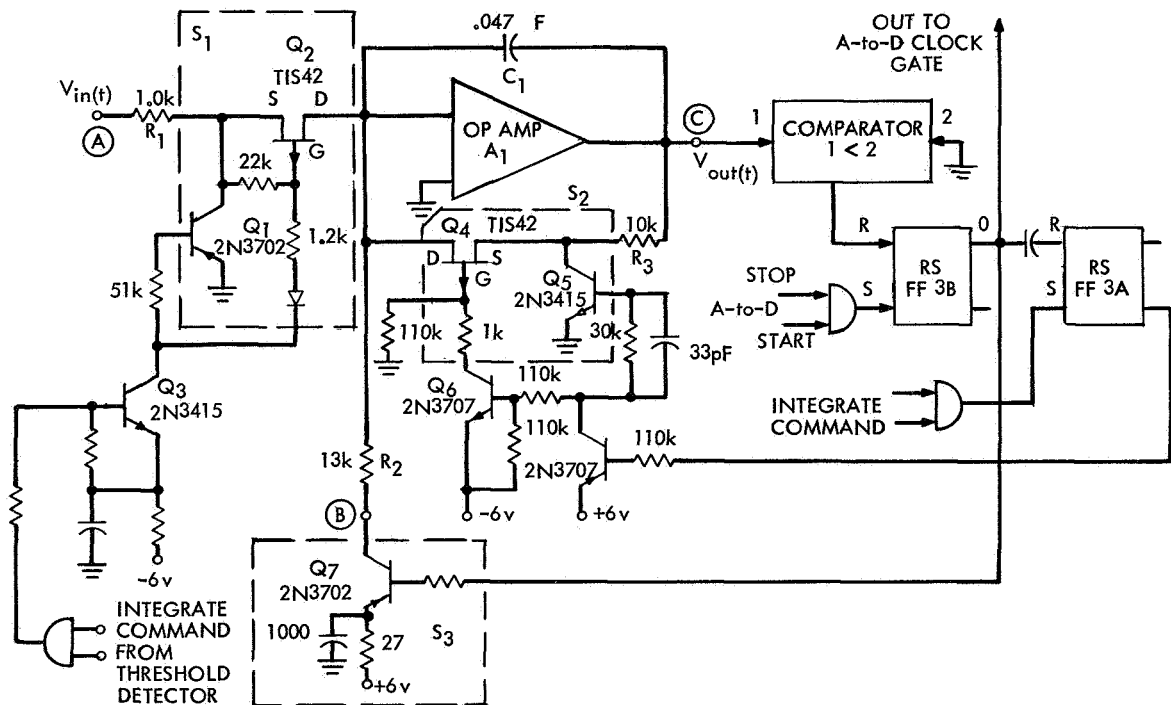 S1
Q2
TIS42
.047 F
C1
OUT TO
A-to-D CLOCK
GATE
Vin(t)
1.0k
R1
A
S
D
G
OP AMP
A1
C
Vout(t)
1
COMPARATOR
1 < 2
2
22k
Q1
2N3702
1.2k
51k
S2
Q4
TIS42
D
S
G
10k
R3
Q5
2N3415
30k
33pF
110k
1k
R
S
RS
FF 3B
0
R
S
RS
FF 3A
STOP
A-to-D
START
INTEGRATE
COMMAND
Q3
2N3415
Q6
2N3707
110k
110k
2N3707
110k
13k
R2
B
-6v
+6v
-6v
Q7
2N3702
1000
27
S3
+6v
INTEGRATE
COMMAND
FROM
THRESHOLD
DETECTOR